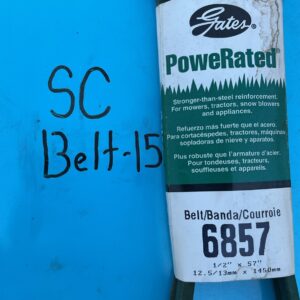 SC
Belt-15
Gates
PoweRated®
Stronger-than-steel reinforcement.
For mowers, tractors, snow blowers
and appliances.
Refuerzo más fuerte que el acero.
Para cortacéspedes, tractores, máquinas
sopladoras de nieve y aparatos.
Plus robuste que l'armature d'acier.
Pour tondeuses, tracteurs,
souffleuses et appareils.
Belt/Banda/Courroie
6857
1/2" x 57"
12.5/13mm x 1450mm